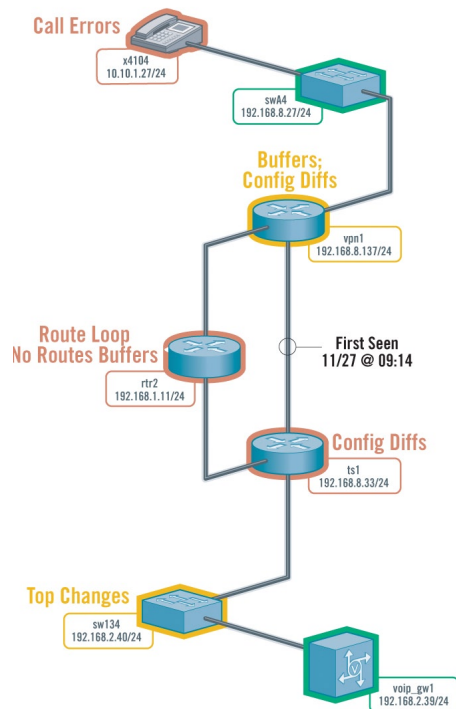 Call Errors
x4104
10.10.1.27/24
swA4
192.168.8.27/24
Buffers;
Config Diffs
vpn1
192.168.8.137/24
Route Loop
No Routes Buffers
rtr2
192.168.1.11/24
First Seen
11/27 @ 09:14
Config Diffs
ts1
192.168.8.33/24
Top Changes
sw134
192.168.2.40/24
V
voip_gw1
192.168.2.39/24